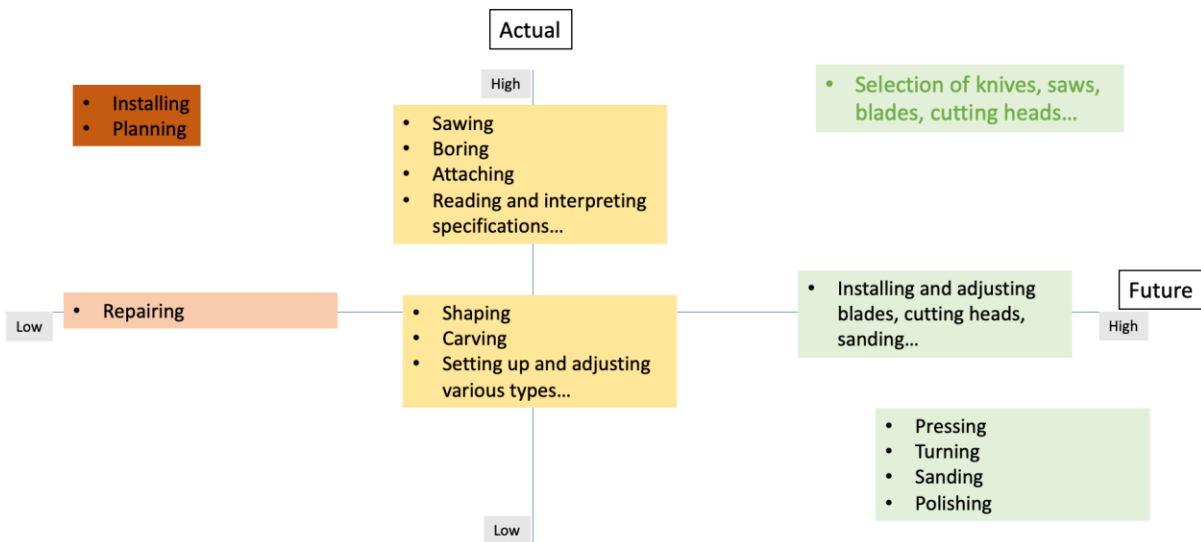 Actual
High
• Installing
• Planning
• Sawing
• Boring
• Attaching
• Reading and interpreting
specifications...
• Selection of knives, saws,
blades, cutting heads...
Low
• Repairing
• Shaping
• Carving
• Setting up and adjusting
various types...
• Installing and adjusting
blades, cutting heads,
sanding...
Future
High
• Pressing
• Turning
• Sanding
• Polishing
Low